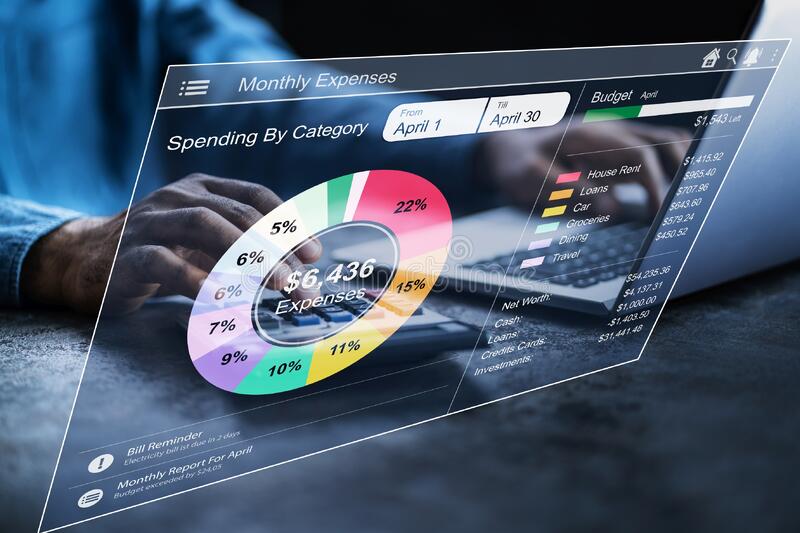 Monthly Expenses
Spending By Category
From
April 1
Till
April 30
22%
15%
11%
10%
9%
7%
6%
6%
5%
$6,436
Expenses
Budget April
$1,543 Left
House Rent $1,415.92
Loans $965.40
Car $707.96
Groceries $643.60
Dining $579.24
Travel $450.52
Net Worth: $54,235.36
Cash: $4,137.31
Loans: $1,000.00
Credits Cards: -$1,403.50
Investments: $31,441.48
Bill Reminder
Electricity bill ist due in 2 days
Monthly Report For April
Budget exceeded by $24,05
dreamstime